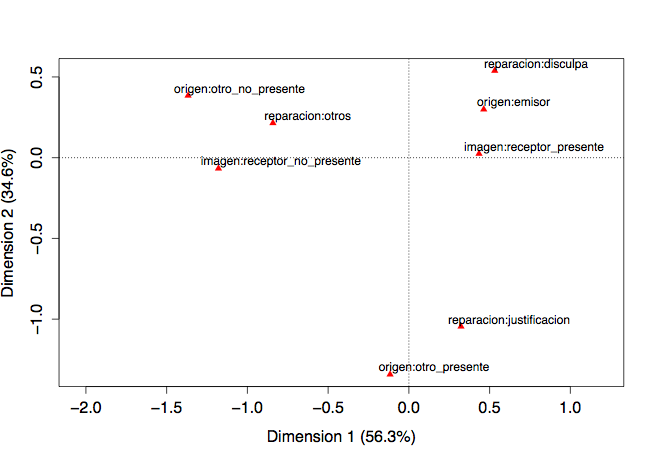 reparacion:disculpa
0.5
origen:otro_no_presente
origen:emisor
reparacion:otros
imagen:receptor_presente
0.0
imagen:receptor_no_presente
Dimension 2 (34.6%)
−0.5
−1.0
reparacion:justificacion
origen:otro_presente
−2.0 −1.5 −1.0 −0.5 0.0 0.5 1.0
Dimension 1 (56.3%)